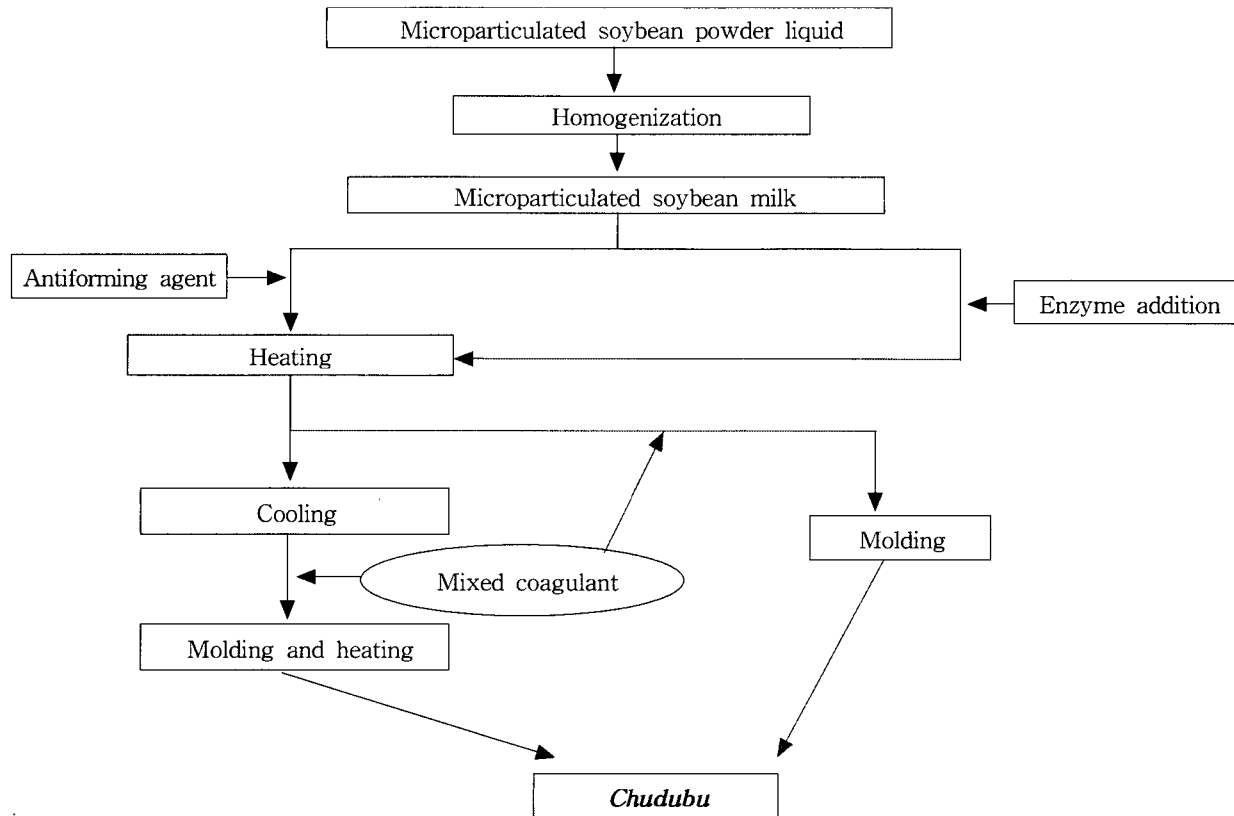 Microparticulated soybean powder liquid
Homogenization
Microparticulated soybean milk
Antiforming agent
Enzyme addition
Heating
Cooling
Molding
Mixed coagulant
Molding and heating
Chudubu